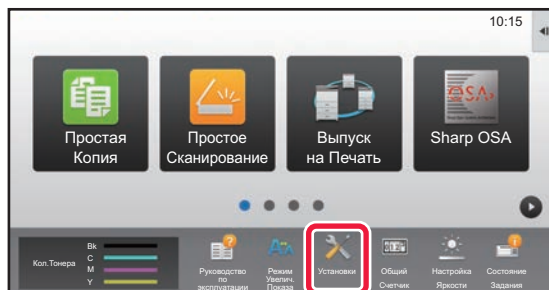 10:15
Простая
Копия
Простое
Сканирование
Выпуск
на Печать
Sharp OSA
Кол.Тонера
Bk
C
M
Y
Руководство
по
эксплуатации
Режим
Увелич.
Показа
Установки
Общий
Счетчик
Настройка
Яркости
Состояние
Задания